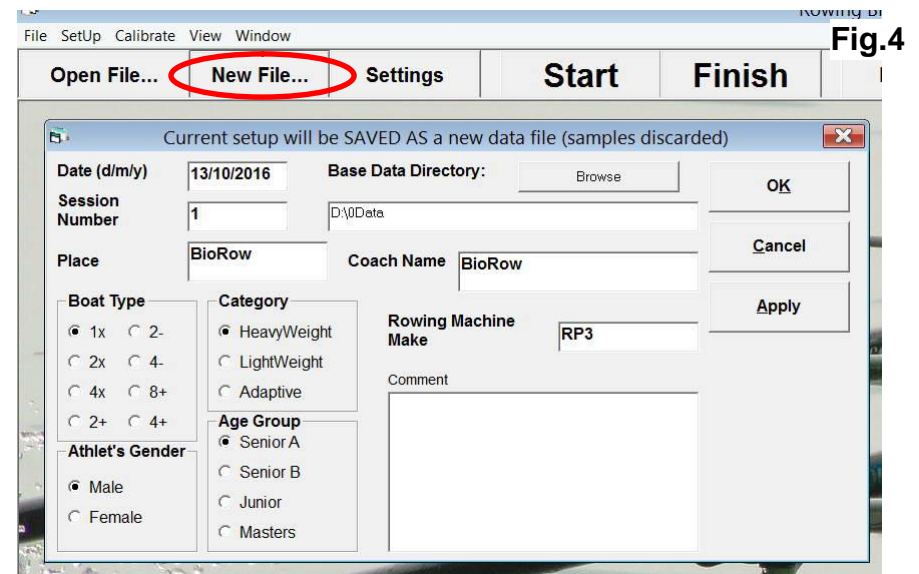 File SetUp Calibrate View Window
Fig.4
Open File... New File... Settings Start Finish
Current setup will be SAVED AS a new data file (samples discarded)
Date (d/m/y) 13/10/2016 Base Data Directory: Browse OK
Session
Number 1 D:\0Data
Place BioRow Coach Name BioRow Cancel
Boat Type Category Apply
1x 2- HeavyWeight Rowing Machine
Make RP3
2x 4- LightWeight
4x 8+ Adaptive Comment
2+ 4+ Age Group
Senior A
Athlet's Gender
Senior B
Male
Junior
Female
Masters